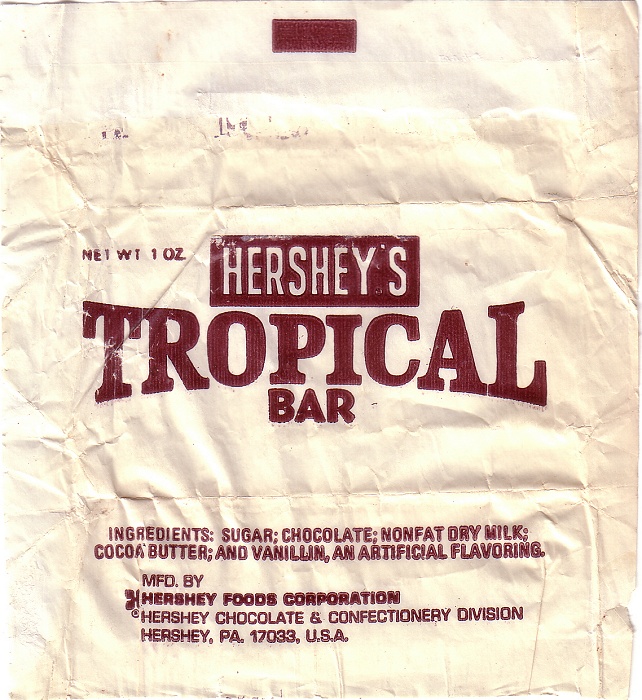 NET WT 1 OZ.
HERSHEY'S
TROPICAL
BAR
INGREDIENTS: SUGAR; CHOCOLATE; NONFAT DRY MILK;
COCOA BUTTER; AND VANILLIN, AN ARTIFICIAL FLAVORING.
MFD. BY
HERSHEY FOODS CORPORATION
® HERSHEY CHOCOLATE & CONFECTIONERY DIVISION
HERSHEY, PA. 17033, U.S.A.